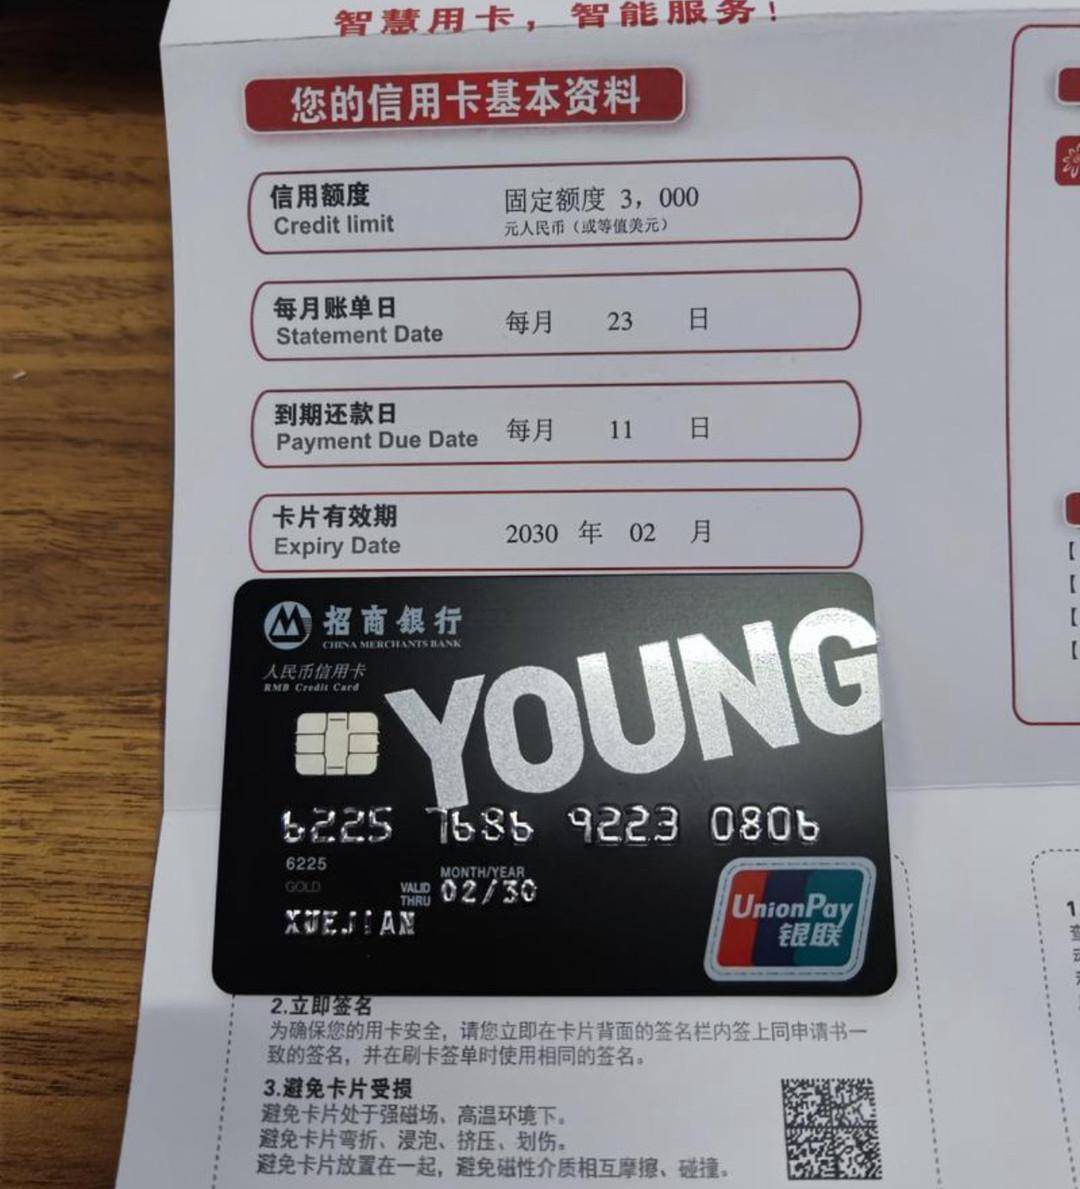 智慧用卡，智能服务！
您的信用卡基本资料
信用额度 固定额度 3，000
Credit limit 元人民币（或等值美元）
每月账单日
Statement Date 每月 23 日
到期还款日
Payment Due Date 每月 11 日
卡片有效期
Expiry Date 2030 年 02 月
招商银行
CHINA MERCHANTS BANK
人民币信用卡
RMB Credit Card
YOUNG
6225 7686 9223 0806
6225
GOLD
MONTH/YEAR
VALID THRU 02/30
XUEJIAN
UnionPay
银联
2.立即签名
为确保您的用卡安全，请您立即在卡片背面的签名栏内签上同申请书一
致的签名，并在刷卡签单时使用相同的签名。
3.避免卡片受损
避免卡片处于强磁场、高温环境下。
避免卡片弯折、浸泡、挤压、划伤。
避免卡片放置在一起，避免磁性介质相互摩擦、碰撞。